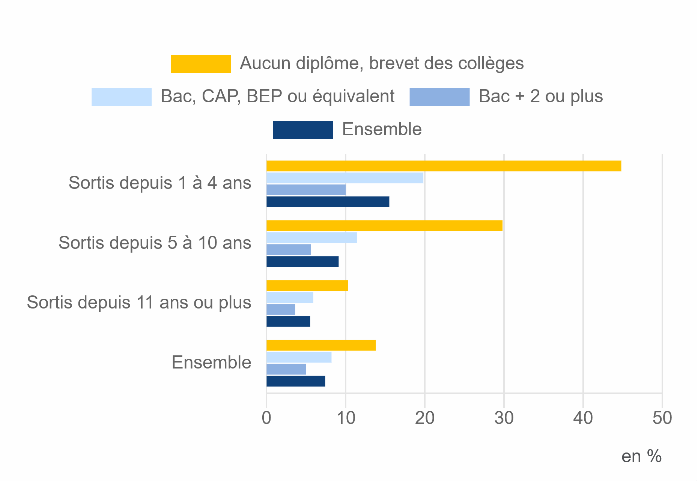 Aucun diplôme, brevet des collèges
Bac, CAP, BEP ou équivalent Bac + 2 ou plus
Ensemble
Sortis depuis 1 à 4 ans
Sortis depuis 5 à 10 ans
Sortis depuis 11 ans ou plus
Ensemble
0 10 20 30 40 50
en %